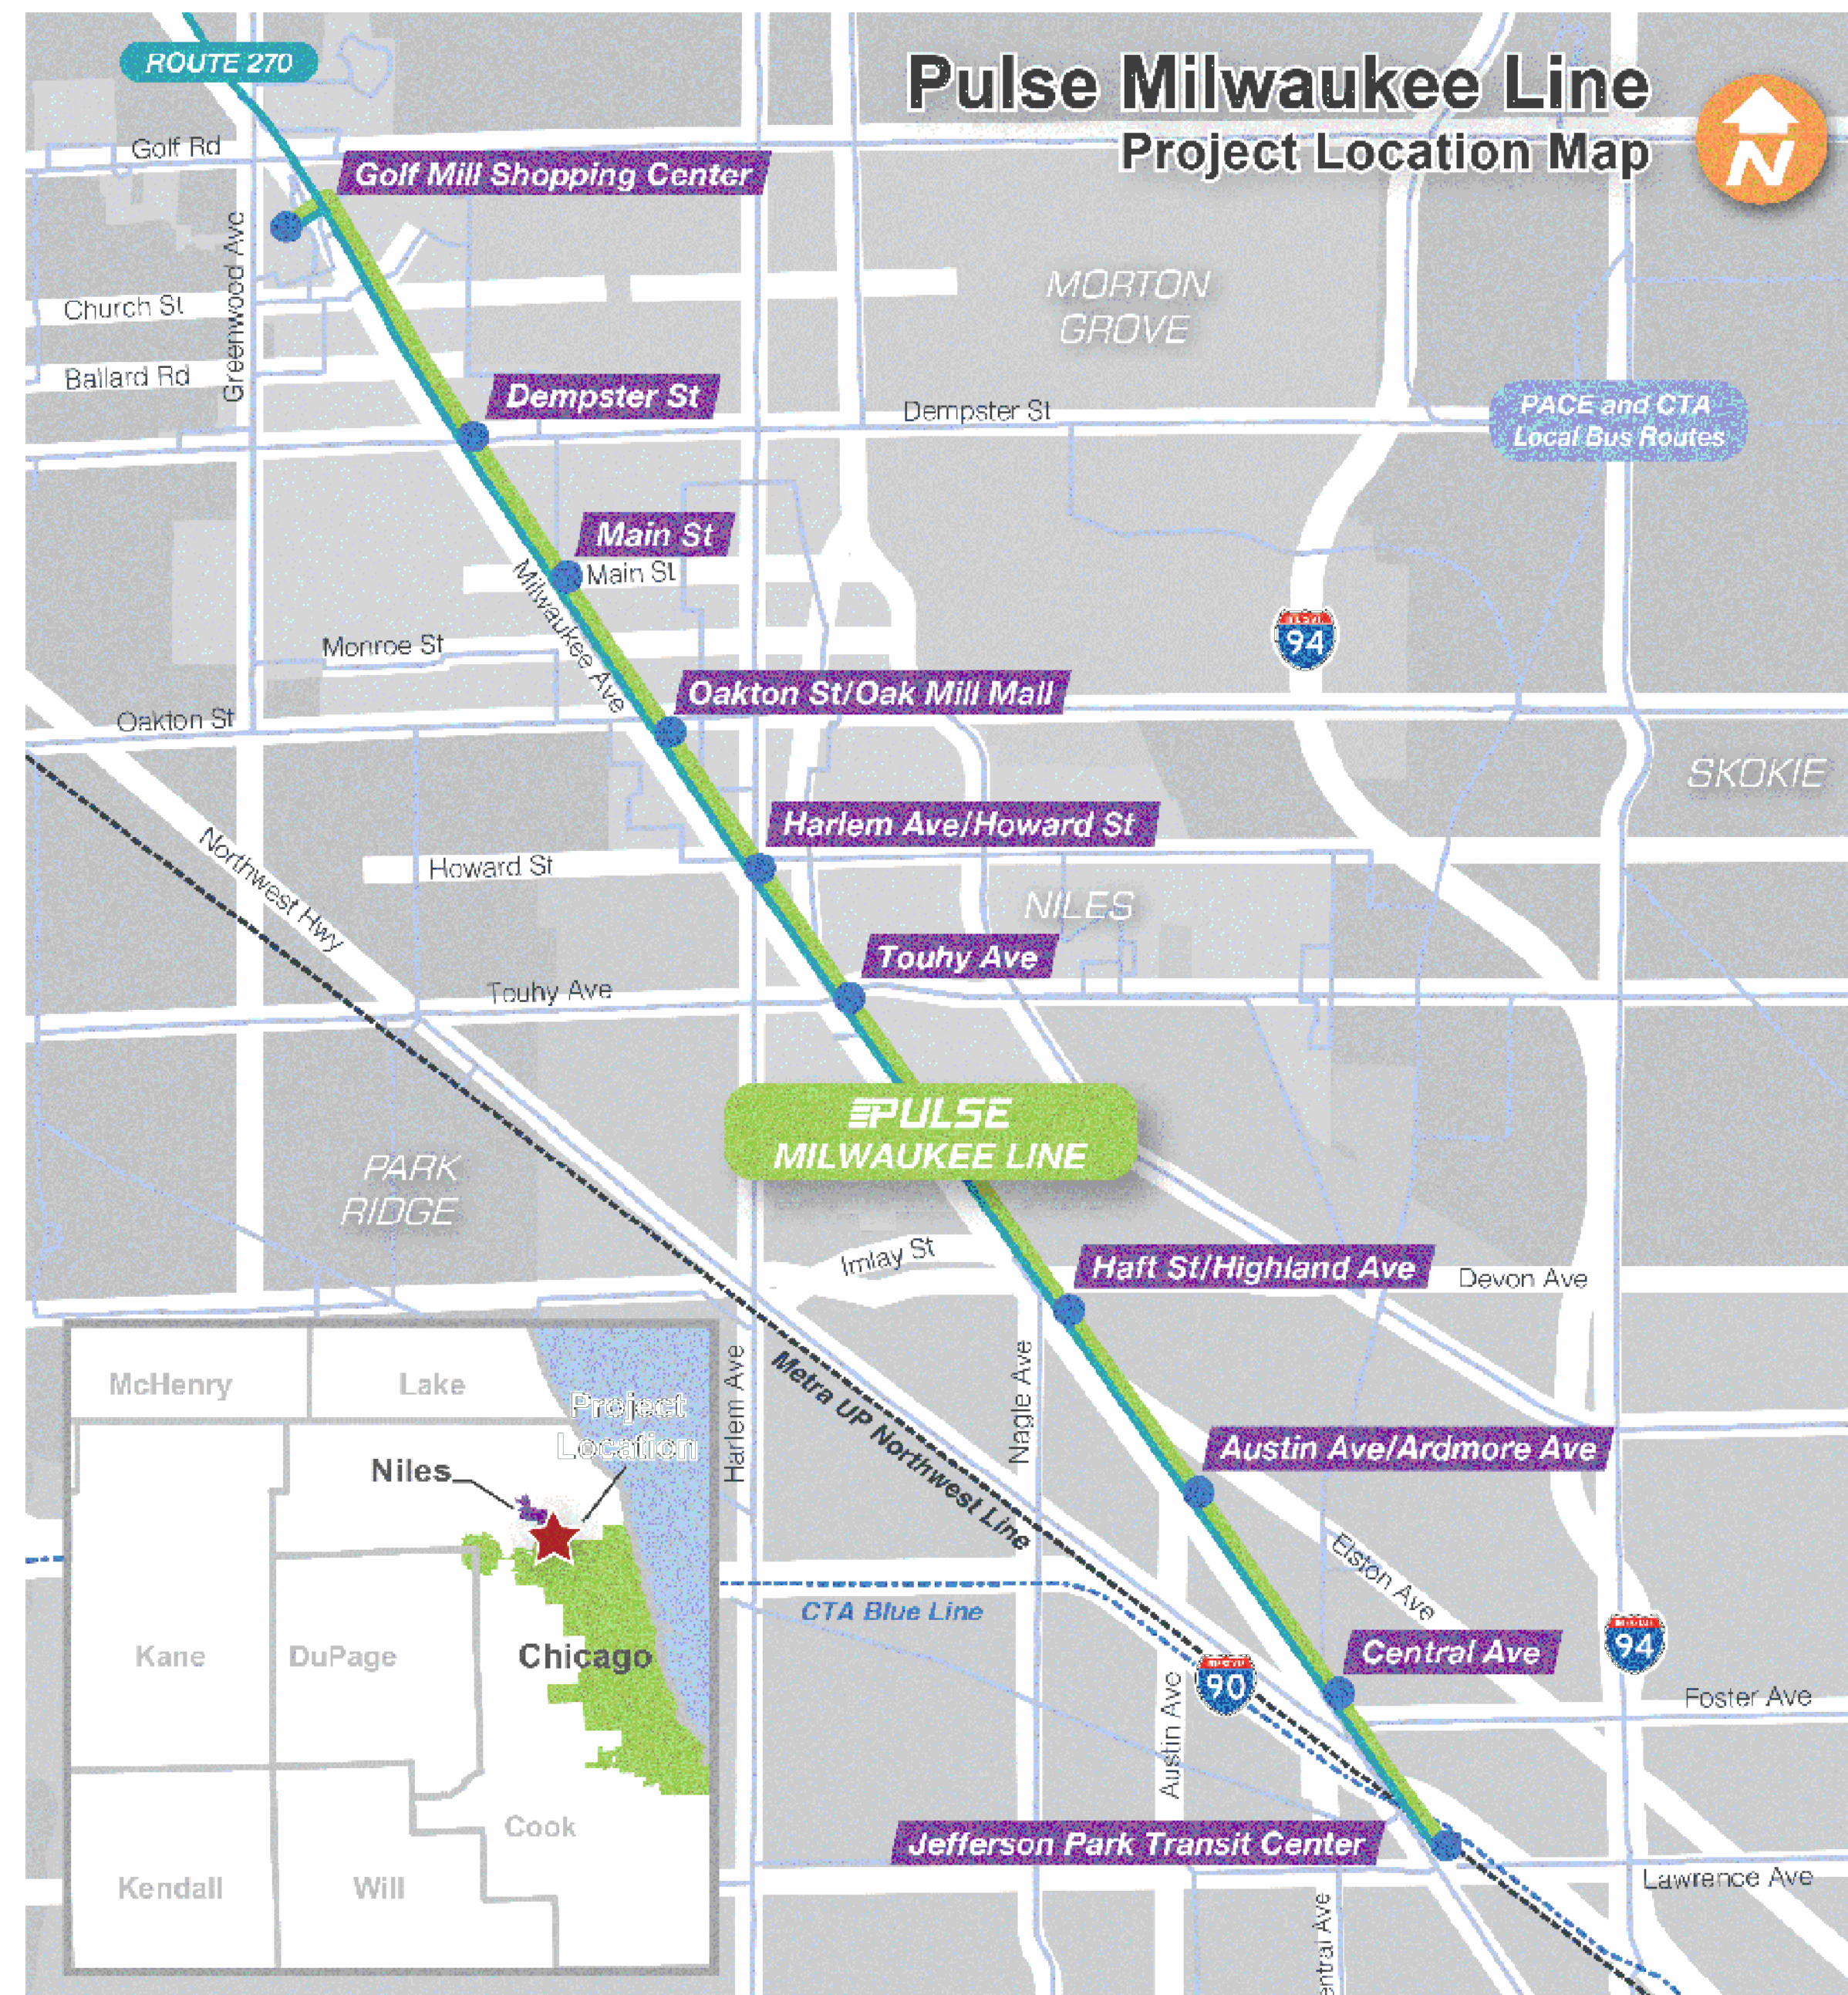 ROUTE 270
Pulse Milwaukee Line
Project Location Map
N
Golf Rd
Golf Mill Shopping Center
Greenwood Ave
MORTON
GROVE
Church St
Ballard Rd
Dempster St
Dempster St
PACE and CTA
Local Bus Routes
Main St
Main St
Milwaukee Ave
Monroe St
94
Oakton St/Oak Mill Mall
Oakton St
SKOKIE
Harlem Ave/Howard St
Northwest Hwy
Howard St
NILES
Touhy Ave
Touhy Ave
PULSE
MILWAUKEE LINE
PARK
RIDGE
Imlay St
Haft St/Highland Ave
Devon Ave
McHenry
Lake
Project
Location
Harlem Ave
Metra UP Northwest Line
Nagle Ave
Austin Ave/Ardmore Ave
Niles
Elston Ave
CTA Blue Line
Kane
DuPage
Chicago
Central Ave
94
90
Foster Ave
Austin Ave
Cook
Jefferson Park Transit Center
Kendall
Will
Lawrence Ave
entral Ave